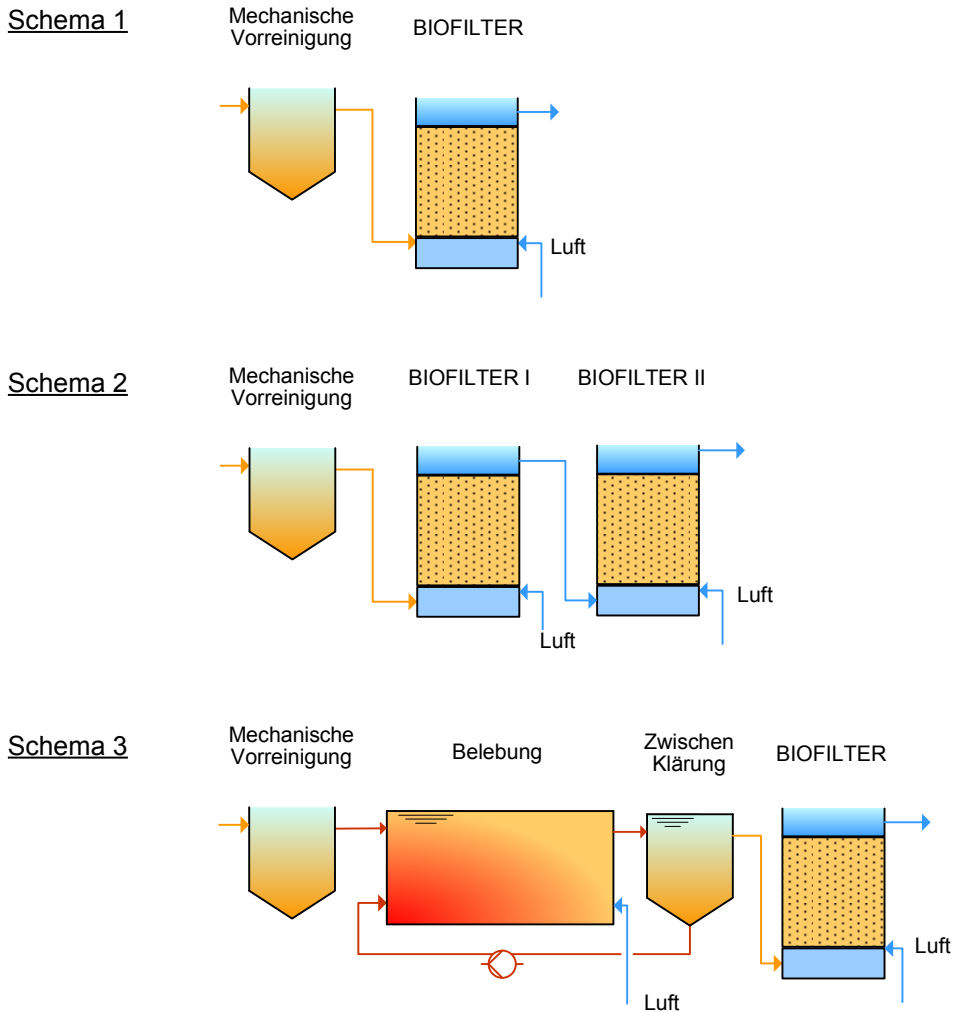 Schema 1
Mechanische
Vorreinigung
BIOFILTER
Luft
Schema 2
Mechanische
Vorreinigung
BIOFILTER I
BIOFILTER II
Luft
Luft
Schema 3
Mechanische
Vorreinigung
Belebung
Zwischen
Klärung
BIOFILTER
Luft
Luft